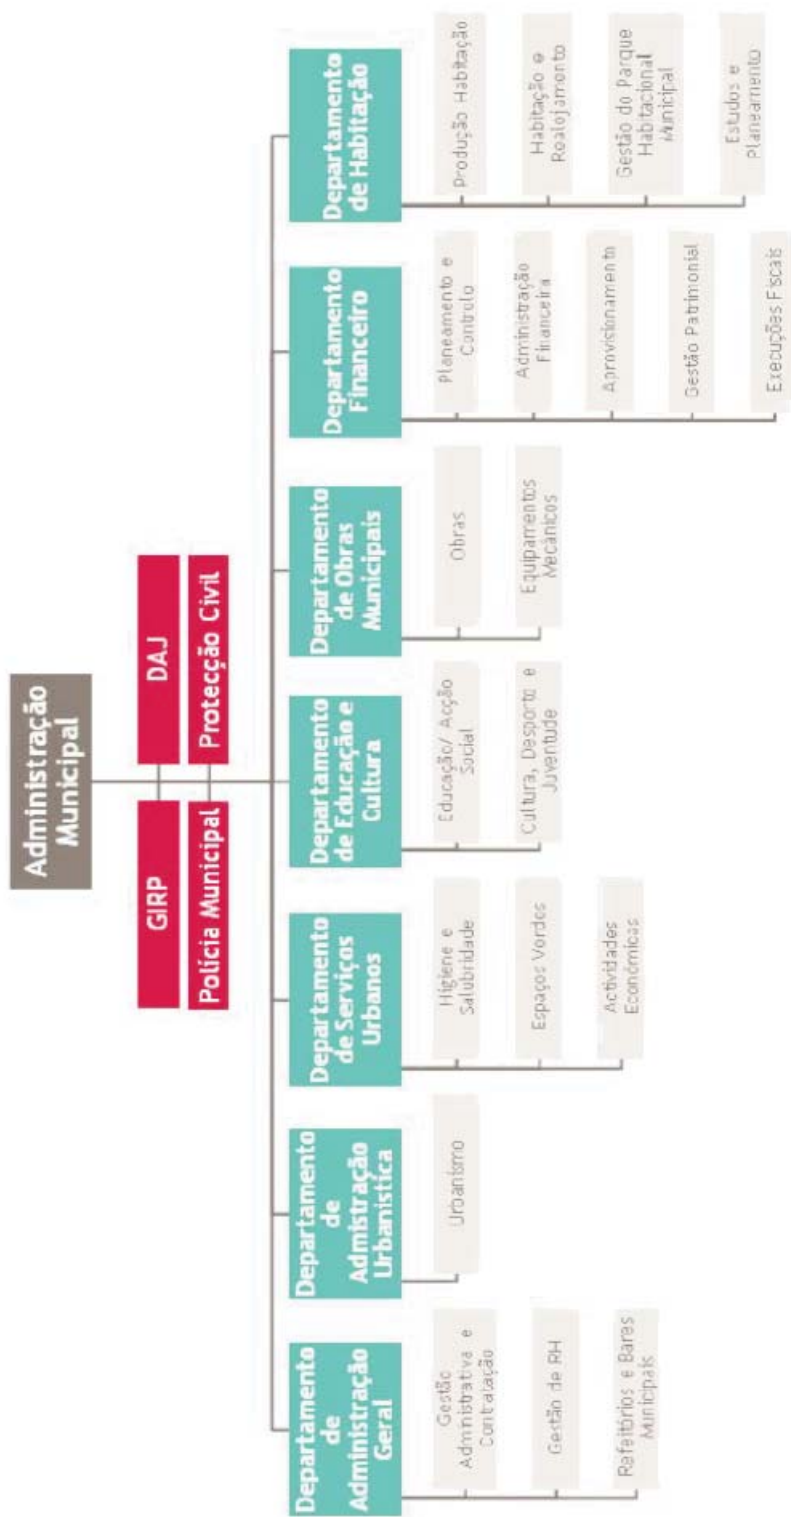 Administração
Municipal
GIRP
DAJ
Polícia Municipal
Protecção Civil
Departamento
de
Administração
Geral
Gestão
Administrativa e
Contratação
Gestão de RH
Refeitórios e Bares
Municipais
Departamento
de
Admistração
Urbanística
Urbanismo
Departamento
de Serviços
Urbanos
Higiene e
Salubridade
Espaços Verdes
Actividades
Económicas
Departamento
de Educação e
Cultura
Educação/ Acção
Social
Cultura, Desporto e
Juventude
Departamento
de Obras
Municipais
Obras
Equipamentos
Mecânicos
Departamento
Financeiro
Planeamento e
Controlo
Administração
Financeira
Aprovisionamento
Gestão Patrimonial
Execuções Fiscais
Departamento
de Habitação
Produção Habitação
Habitação e
Realojamento
Gestão do Parque
Habitacional
Municipal
Estudos e
Planeamento